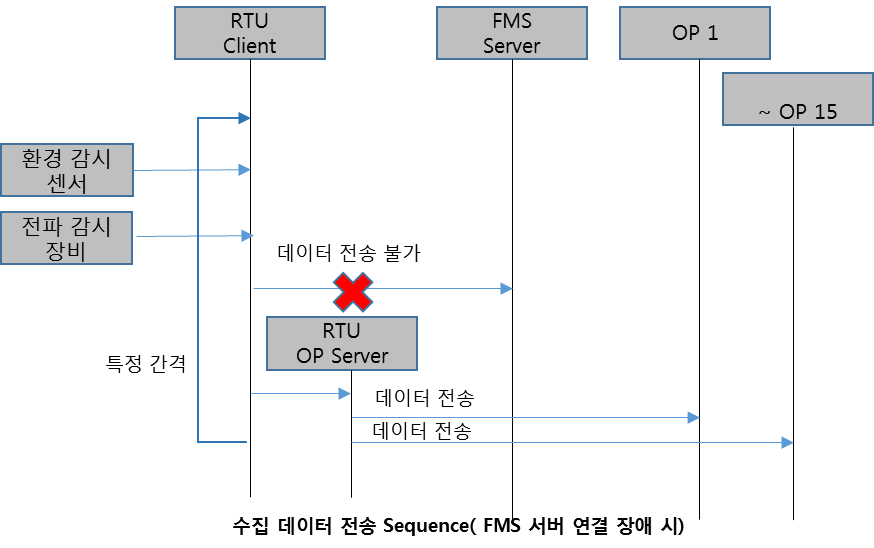 RTU
Client
FMS
Server
OP 1
~ OP 15
환경 감시
센서
전파 감시
장비
데이터 전송 불가
RTU
OP Server
특정 간격
데이터 전송
데이터 전송
수집 데이터 전송 Sequence( FMS 서버 연결 장애 시)